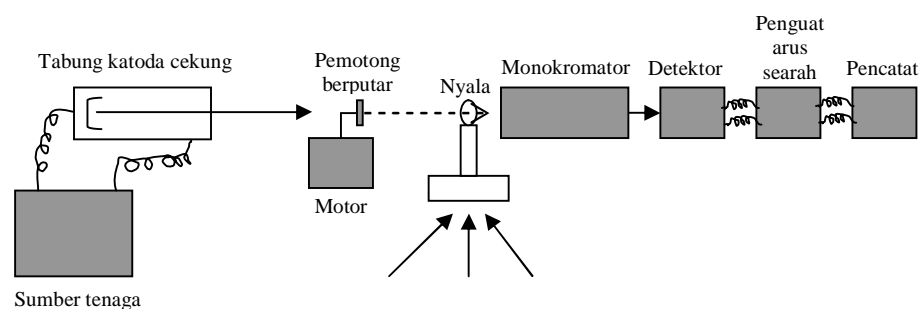 Tabung katoda cekung
Pemotong
berputar
Nyala
Monokromator
Detektor
Penguat
arus
searah
Pencatat
Motor
Sumber tenaga